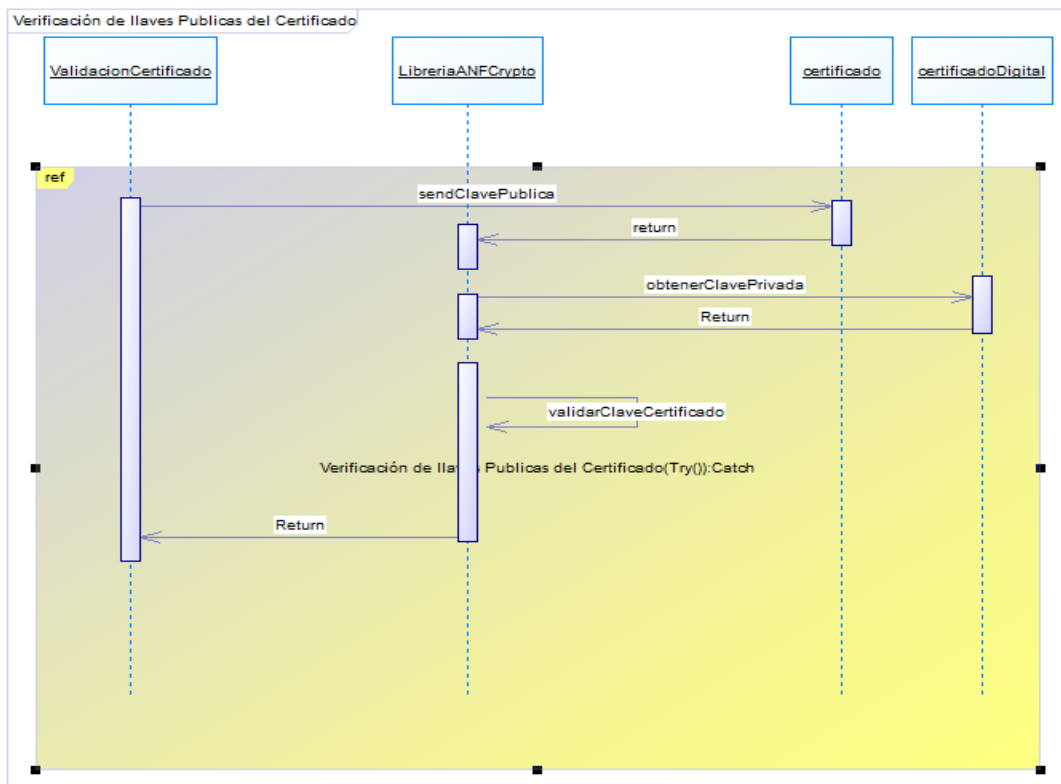 Verificación de llaves Publicas del Certificado
ValidacionCertificado
LibreriaANFCrypto
certificado
certificadoDigital
ref
sendClavePublica
return
obtenerClavePrivada
Return
validarClaveCertificado
Verificación de llaves Publicas del Certificado(Try()):Catch
Return